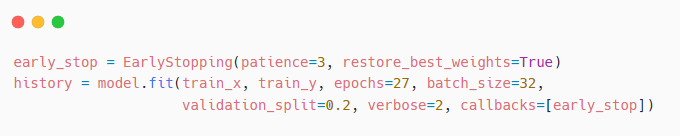 early_stop = EarlyStopping(patience=3, restore_best_weights=True)
history = model.fit(train_x, train_y, epochs=27, batch_size=32,
                    validation_split=0.2, verbose=2, callbacks=[early_stop])